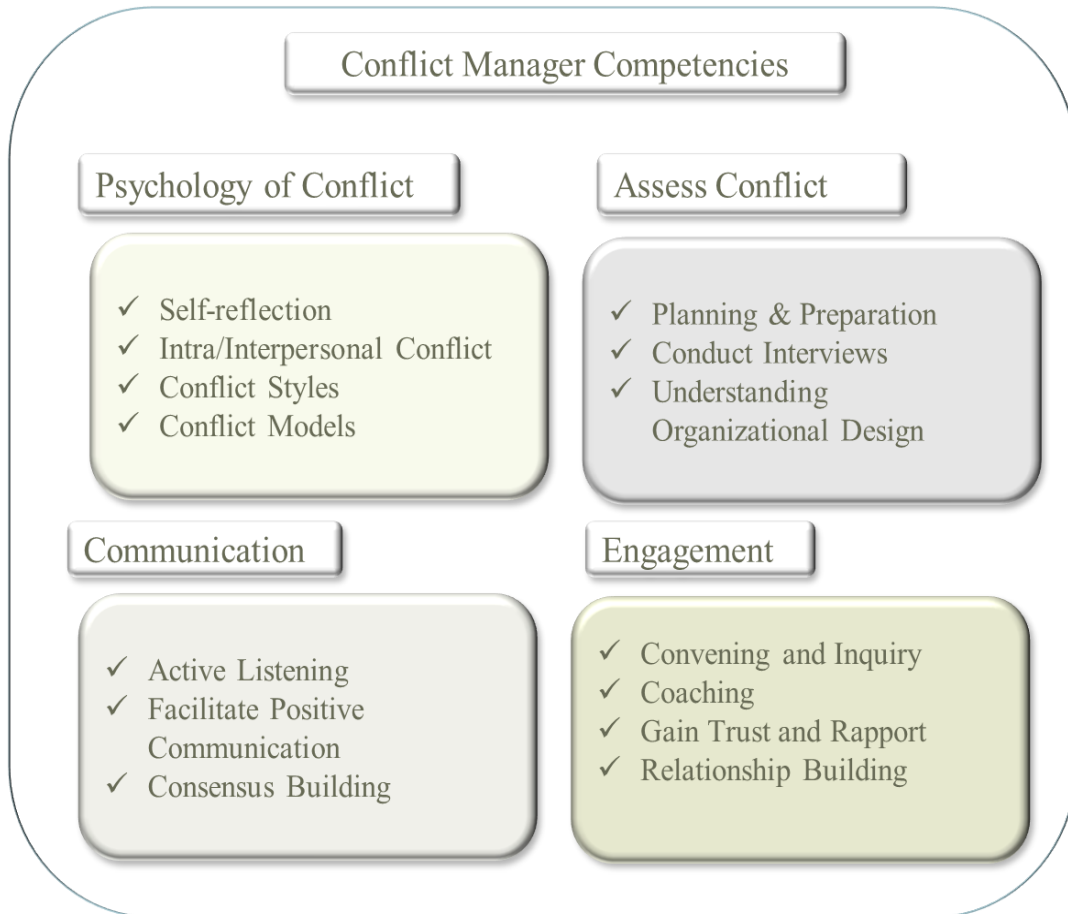 Conflict Manager Competencies
Psychology of Conflict
✓ Self-reflection
✓ Intra/Interpersonal Conflict
✓ Conflict Styles
✓ Conflict Models
Assess Conflict
✓ Planning & Preparation
✓ Conduct Interviews
✓ Understanding
Organizational Design
Communication
✓ Active Listening
✓ Facilitate Positive
Communication
✓ Consensus Building
Engagement
✓ Convening and Inquiry
✓ Coaching
✓ Gain Trust and Rapport
✓ Relationship Building